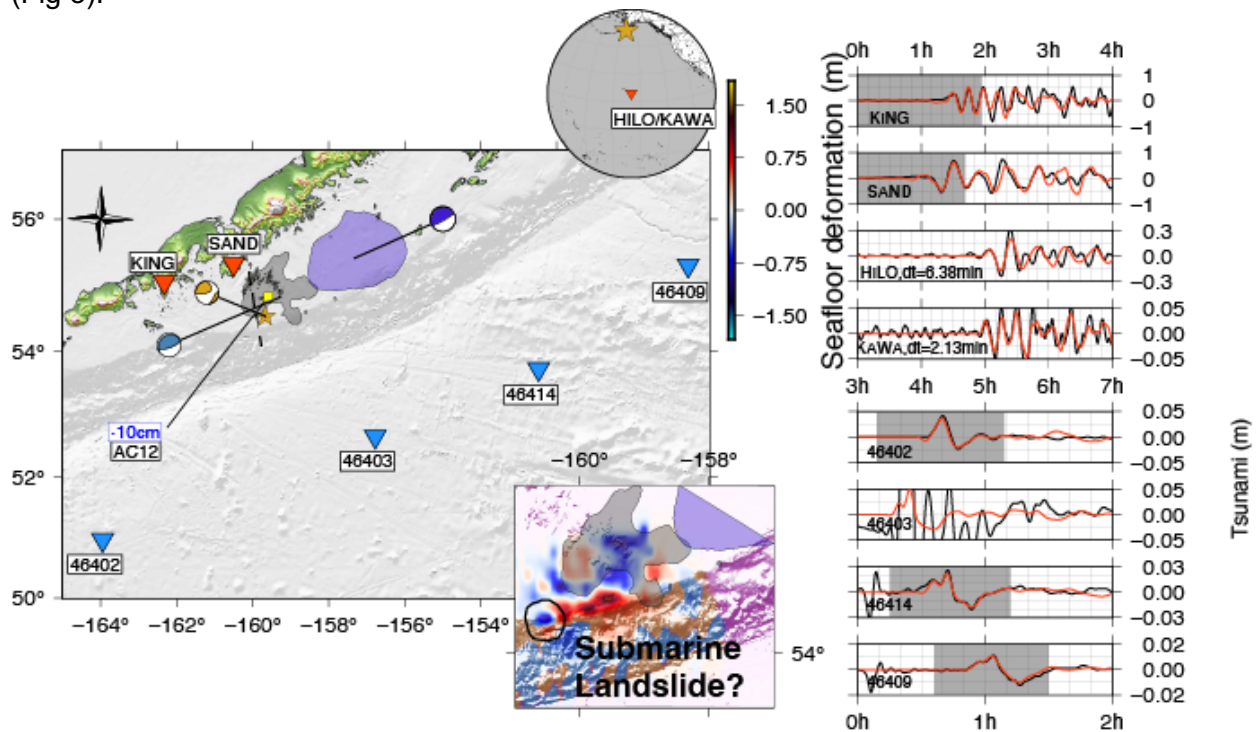 (Fig 3).
HILO/KAWA
1.50
0.75
0.00
−0.75
−1.50
Seafloor deformation (m)
56°
54°
52°
50°
KING
SAND
46409
46414
46403
46402
-10cm
AC12
−164°
−162°
−160°
−158°
−156°
−154°
−160°
−158°
54°
Submarine
Landslide?
0h
1h
2h
3h
4h
KING
1
0
−1
SAND
1
0
−1
HILO,dt=6.38min
0.3
0.0
−0.3
KAWA,dt=2.13min
0.05
0.00
−0.05
3h
4h
5h
6h
7h
46402
0.05
0.00
−0.05
46403
0.05
0.00
−0.05
46414
0.03
0.00
−0.03
46409
0.02
0.00
−0.02
0h
1h
2h
Tsunami (m)